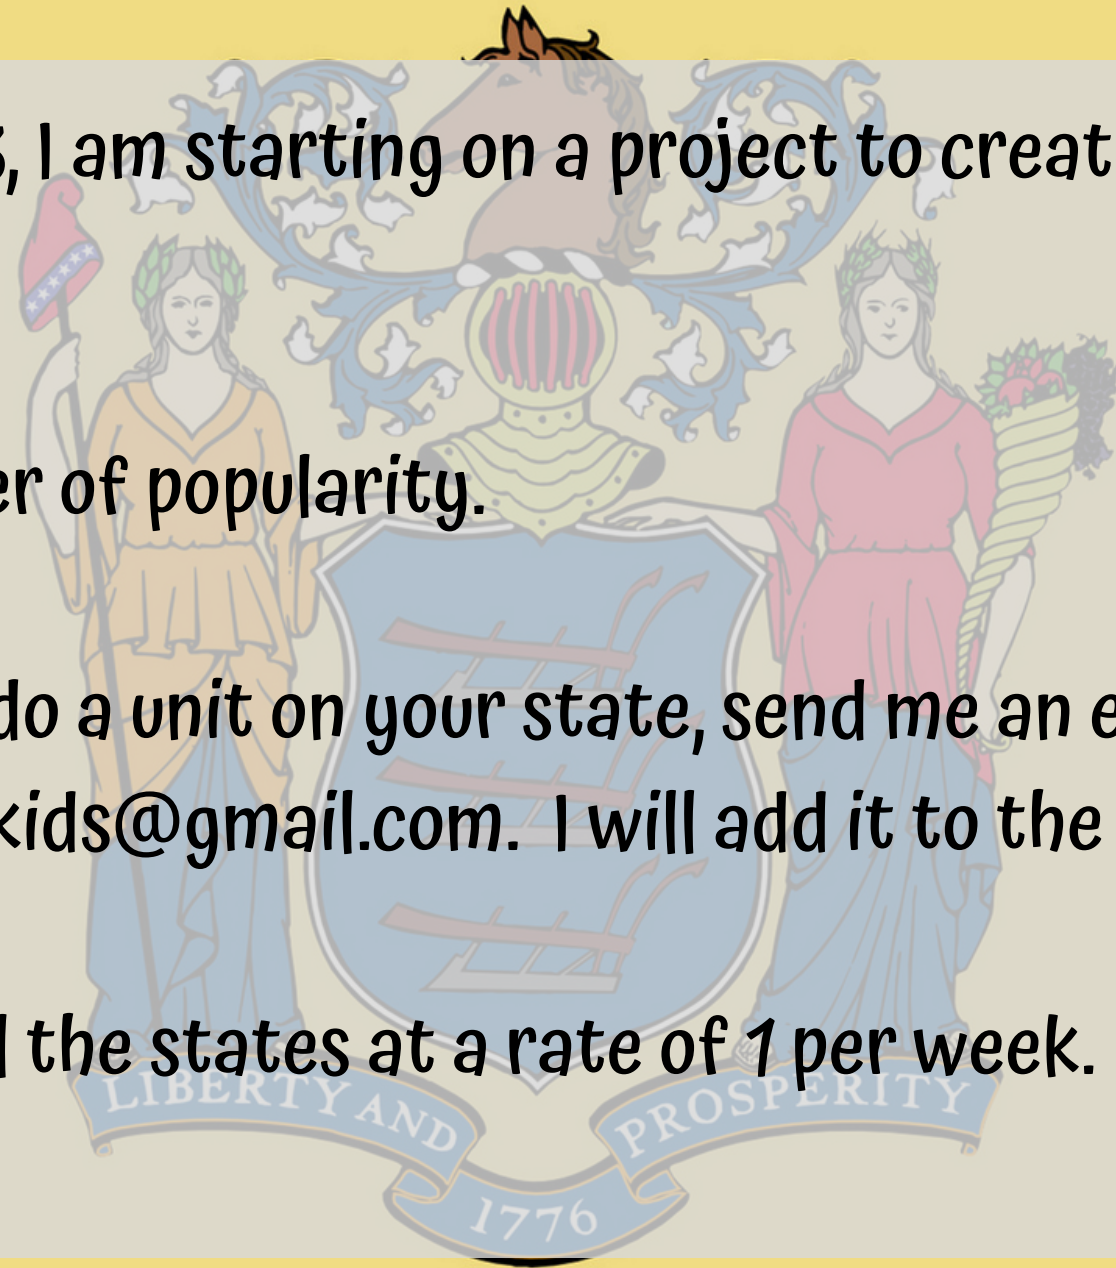 , I am starting on a project to creat
er of popularity.
do a unit on your state, send me an e
kids@gmail.com. I will add it to the
the states at a rate of 1 per week.
LIBERTY AND PROSPERITY
1776